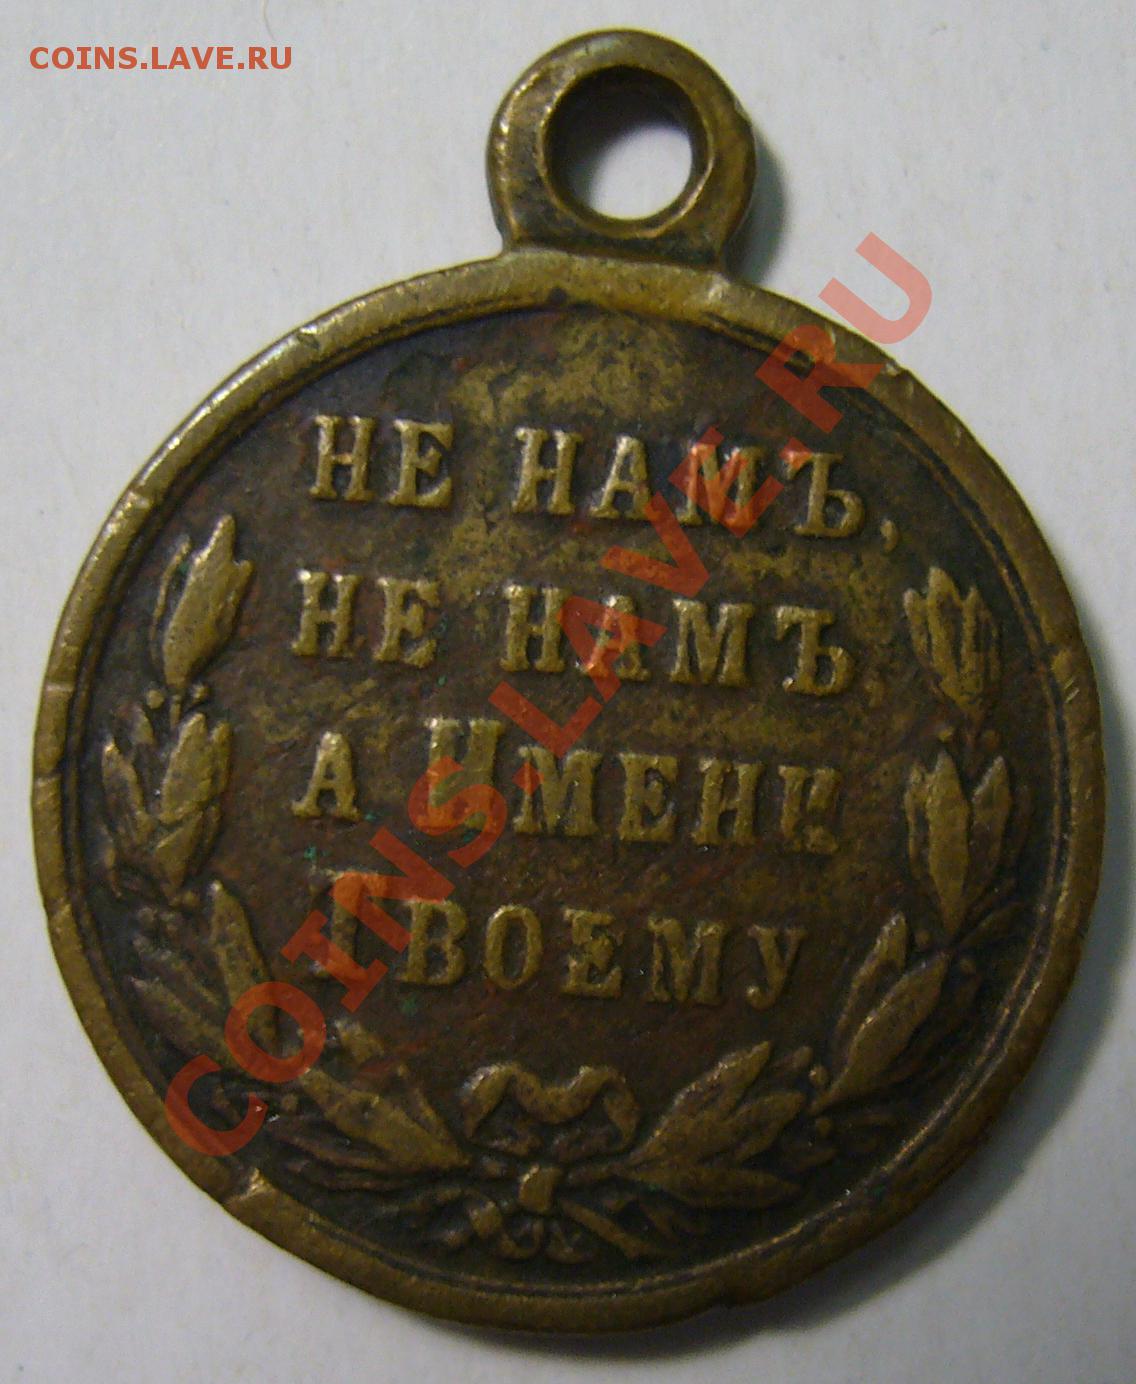 COINS.LAVE.RU
НЕ НАМЪ,
НЕ НАМЪ,
А ИМЕНИ
ТВОЕМУ
COINS.LAVE.RU